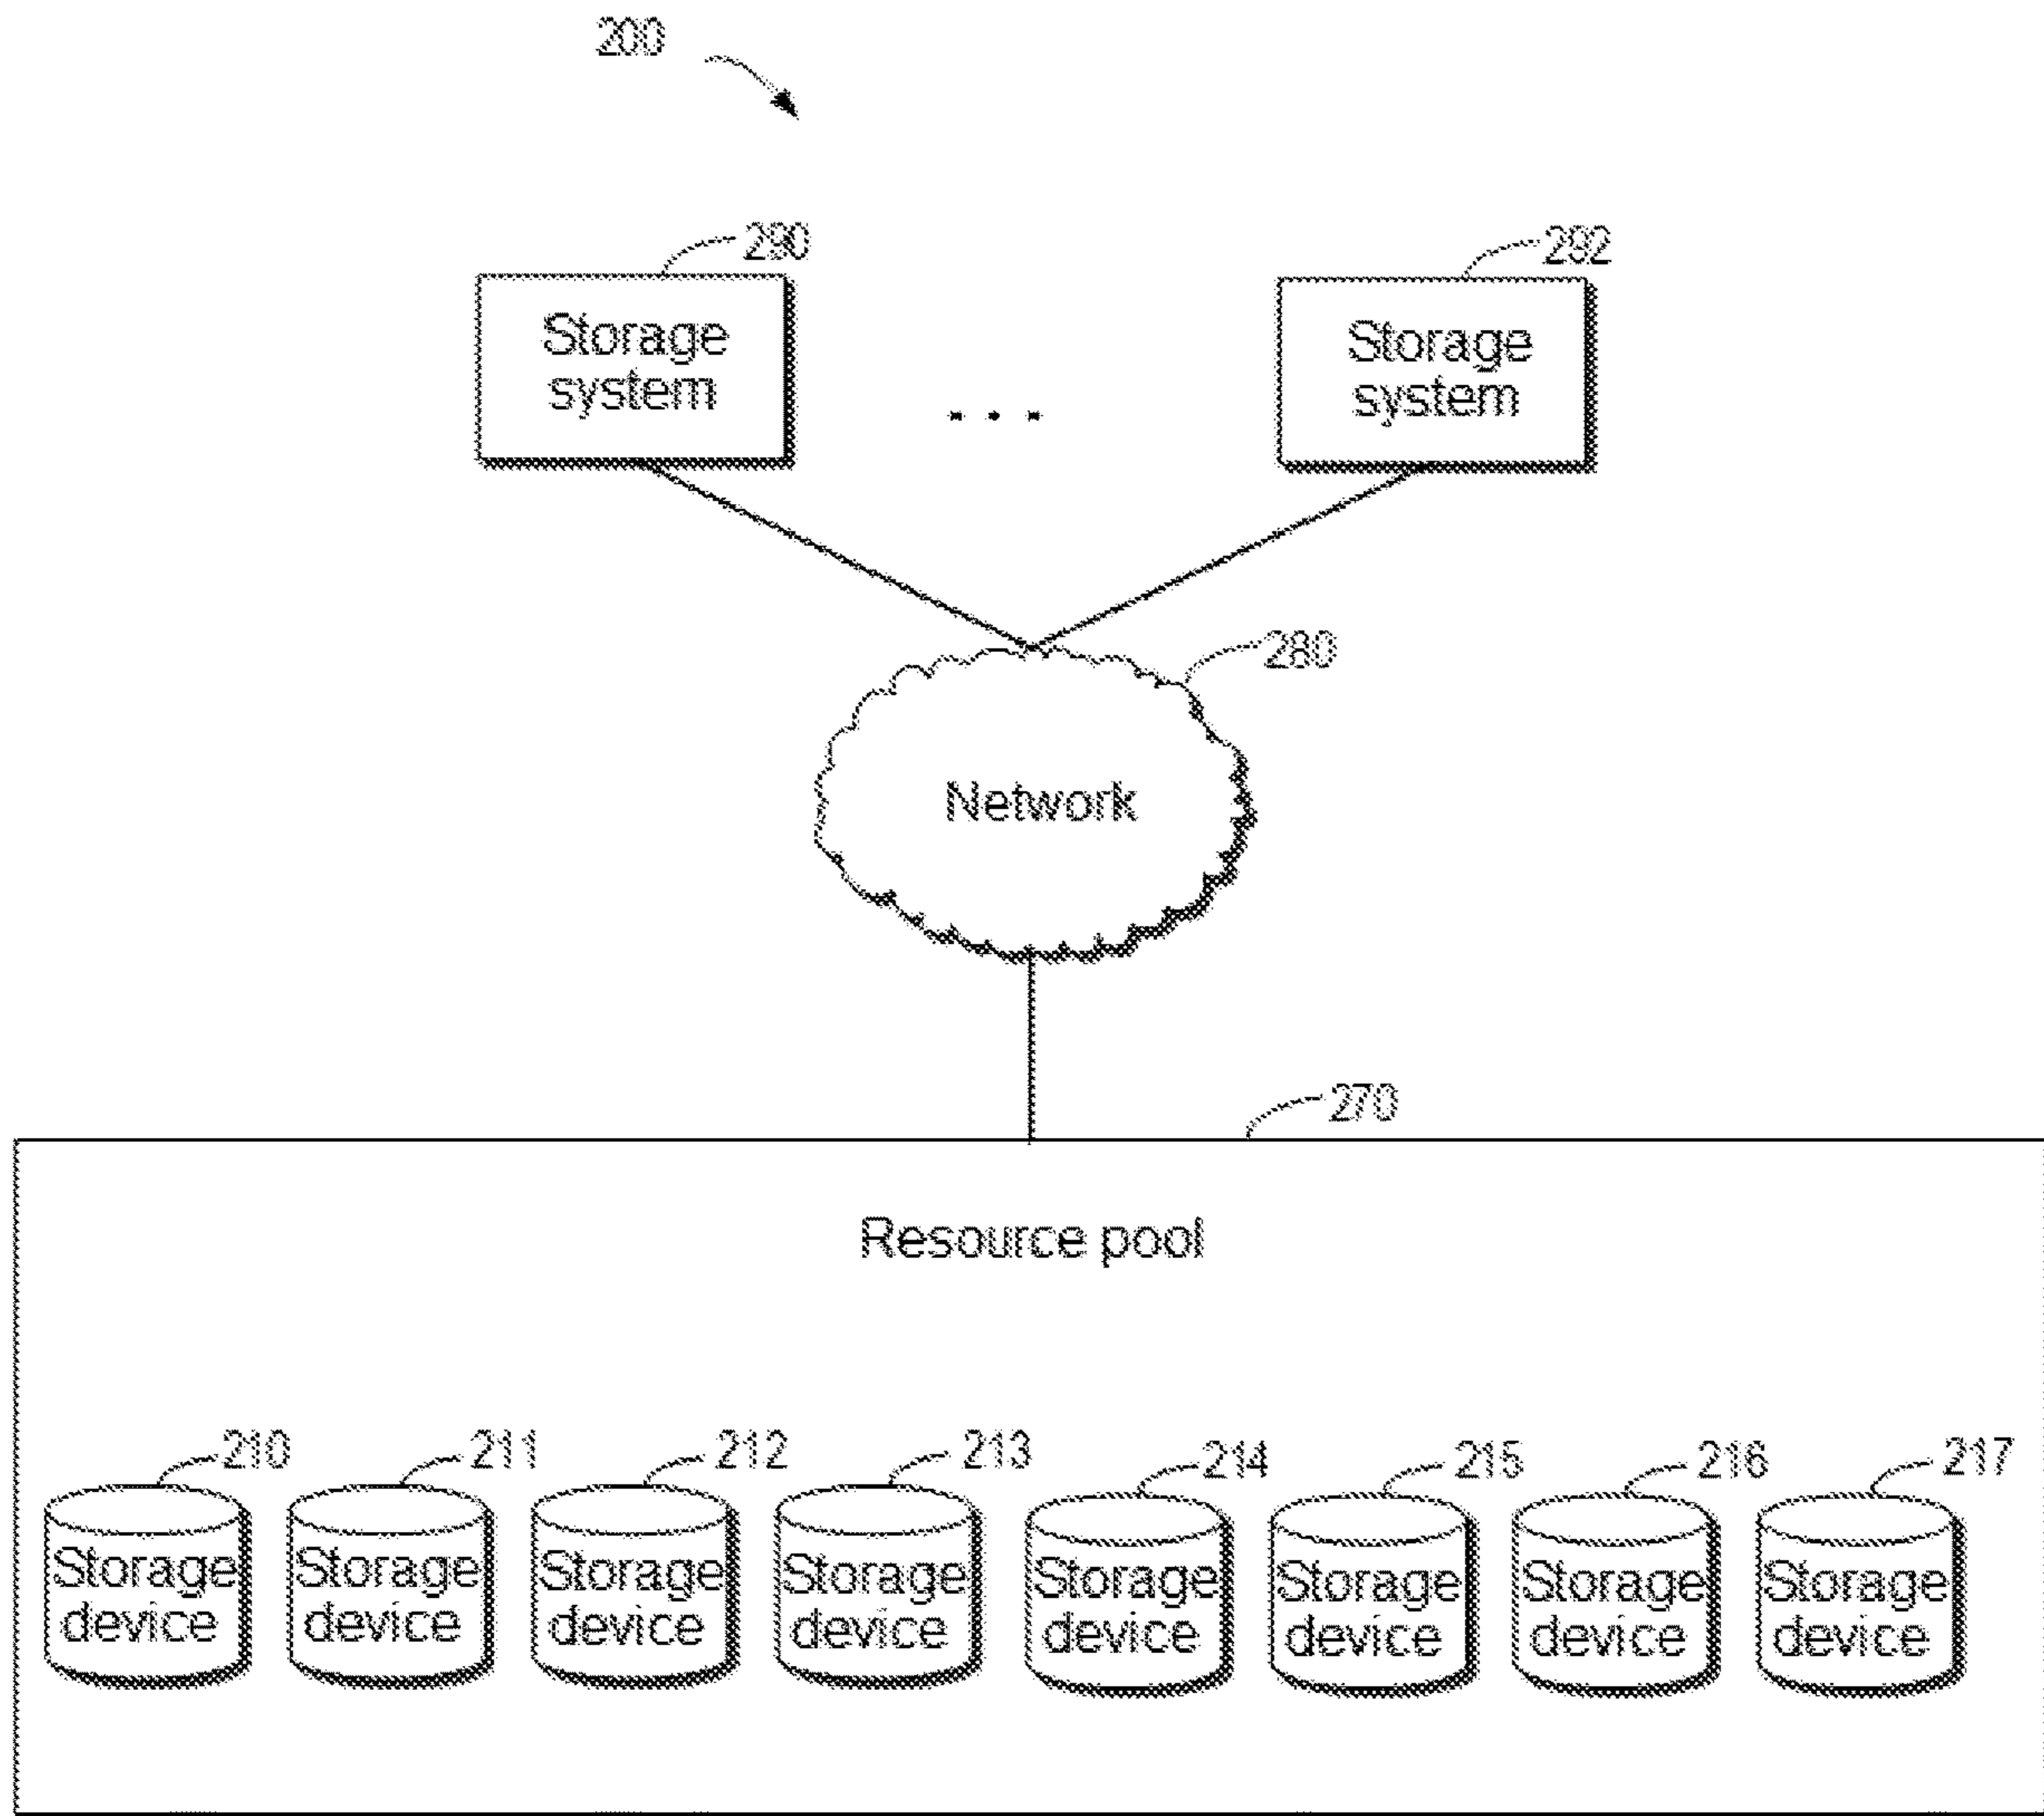 200
290
292
Storage
system
. . .
Storage
system
280
Network
270
Resource pool
210
211
212
213
214
215
216
217
Storage
device
Storage
device
Storage
device
Storage
device
Storage
device
Storage
device
Storage
device
Storage
device